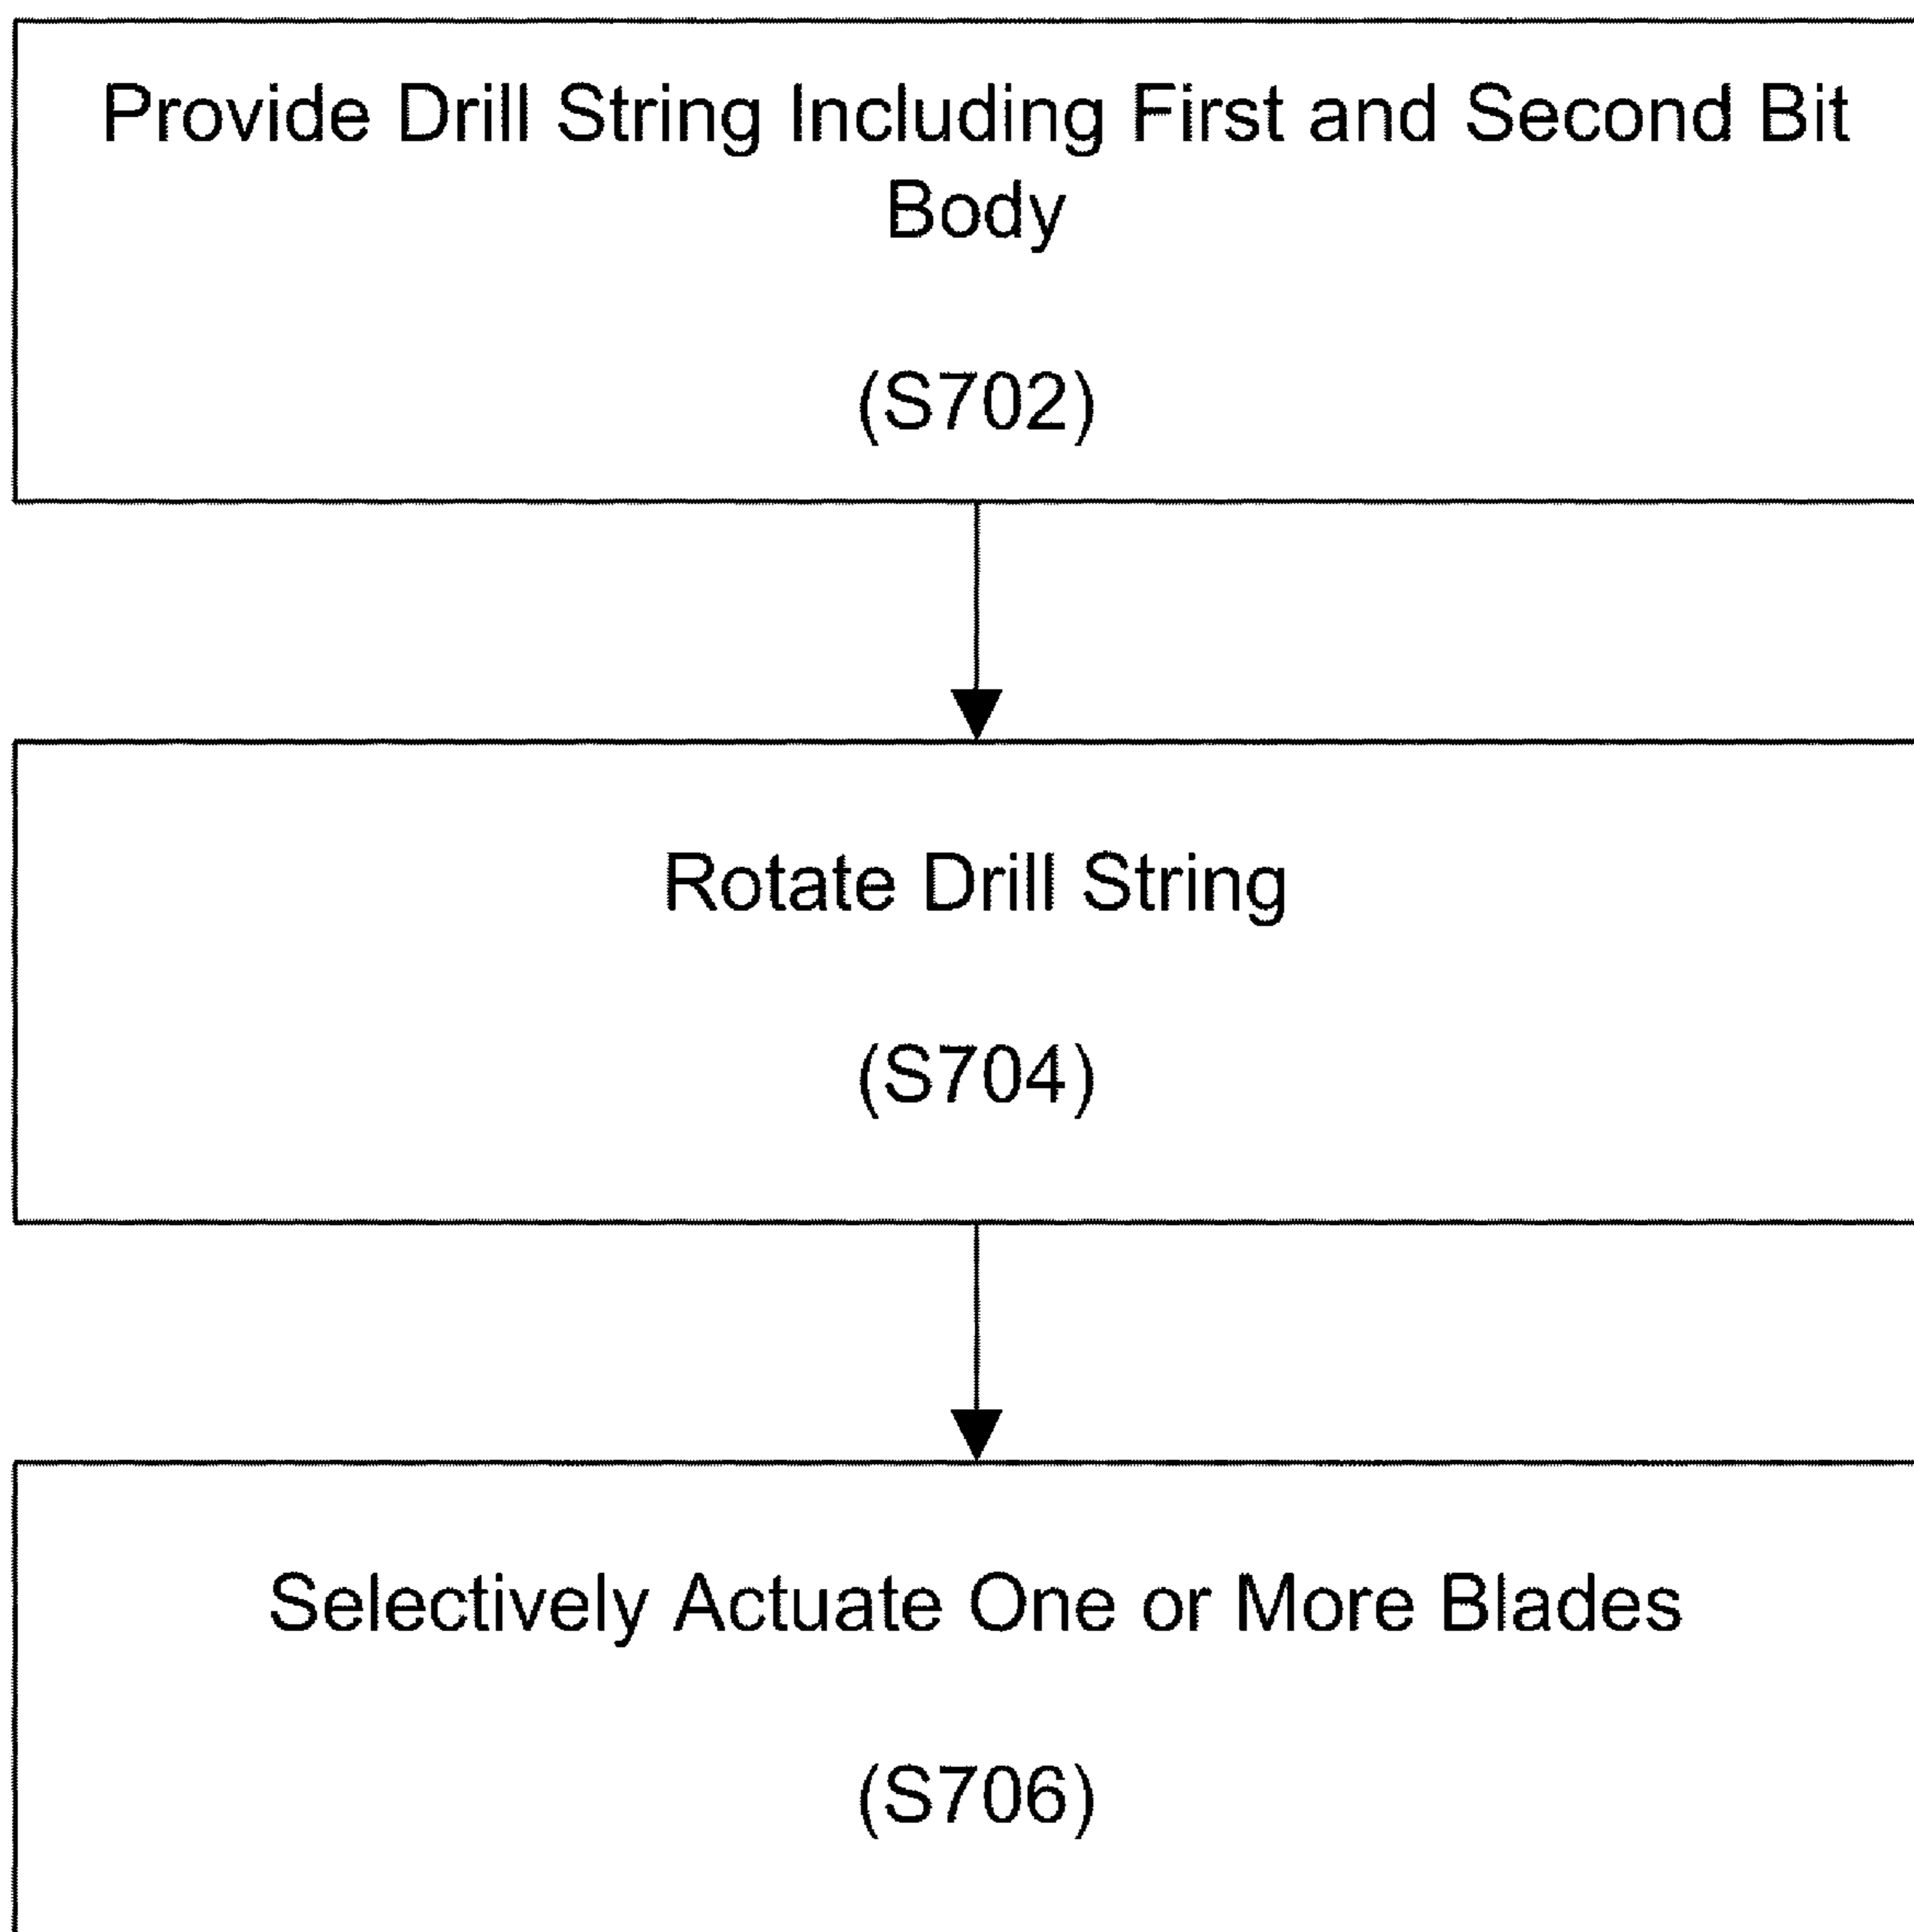 Provide Drill String Including First and Second Bit
Body
(S702)
Rotate Drill String
(S704)
Selectively Actuate One or More Blades
(S706)